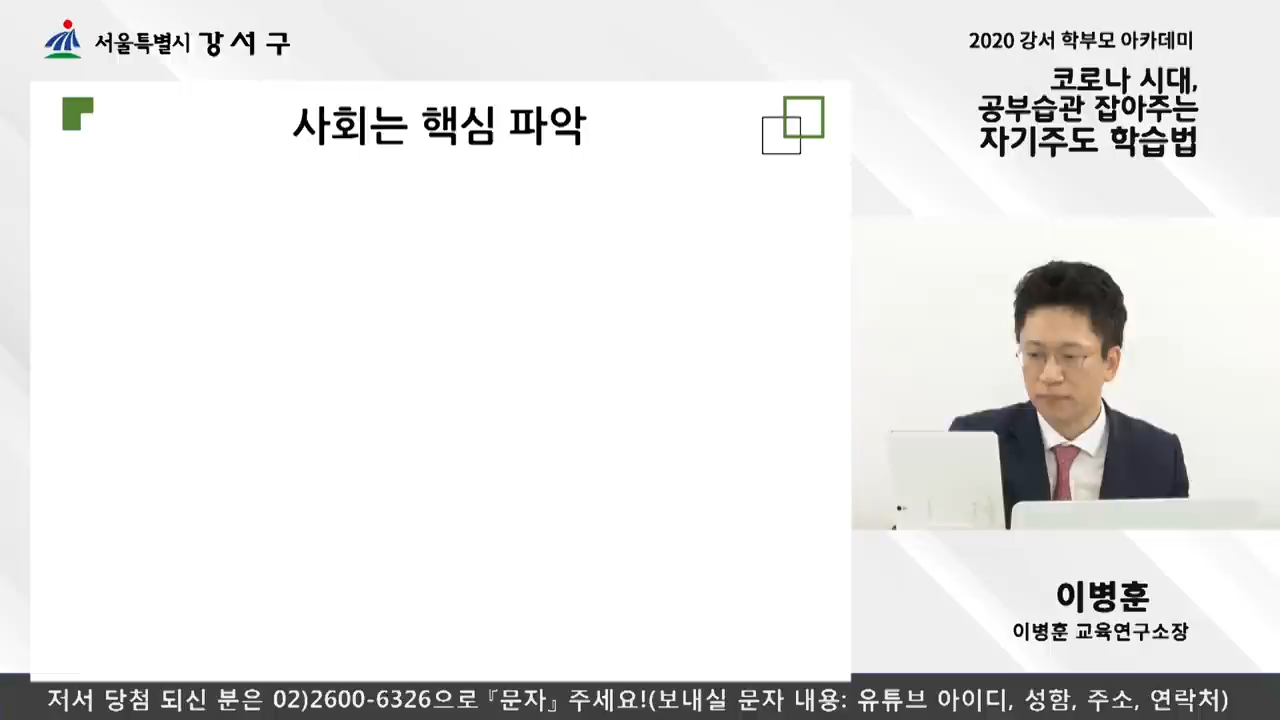 서울특별시 강서구
2020 강서 학부모 아카데미
코로나 시대,
공부습관 잡아주는
자기주도 학습법
사회는 핵심 파악
이병훈
이병훈 교육연구소장
저서 당첨 되신 분은 02)2600-6326으로 『문자』 주세요!(보내실 문자 내용: 유튜브 아이디, 성함, 주소, 연락처)